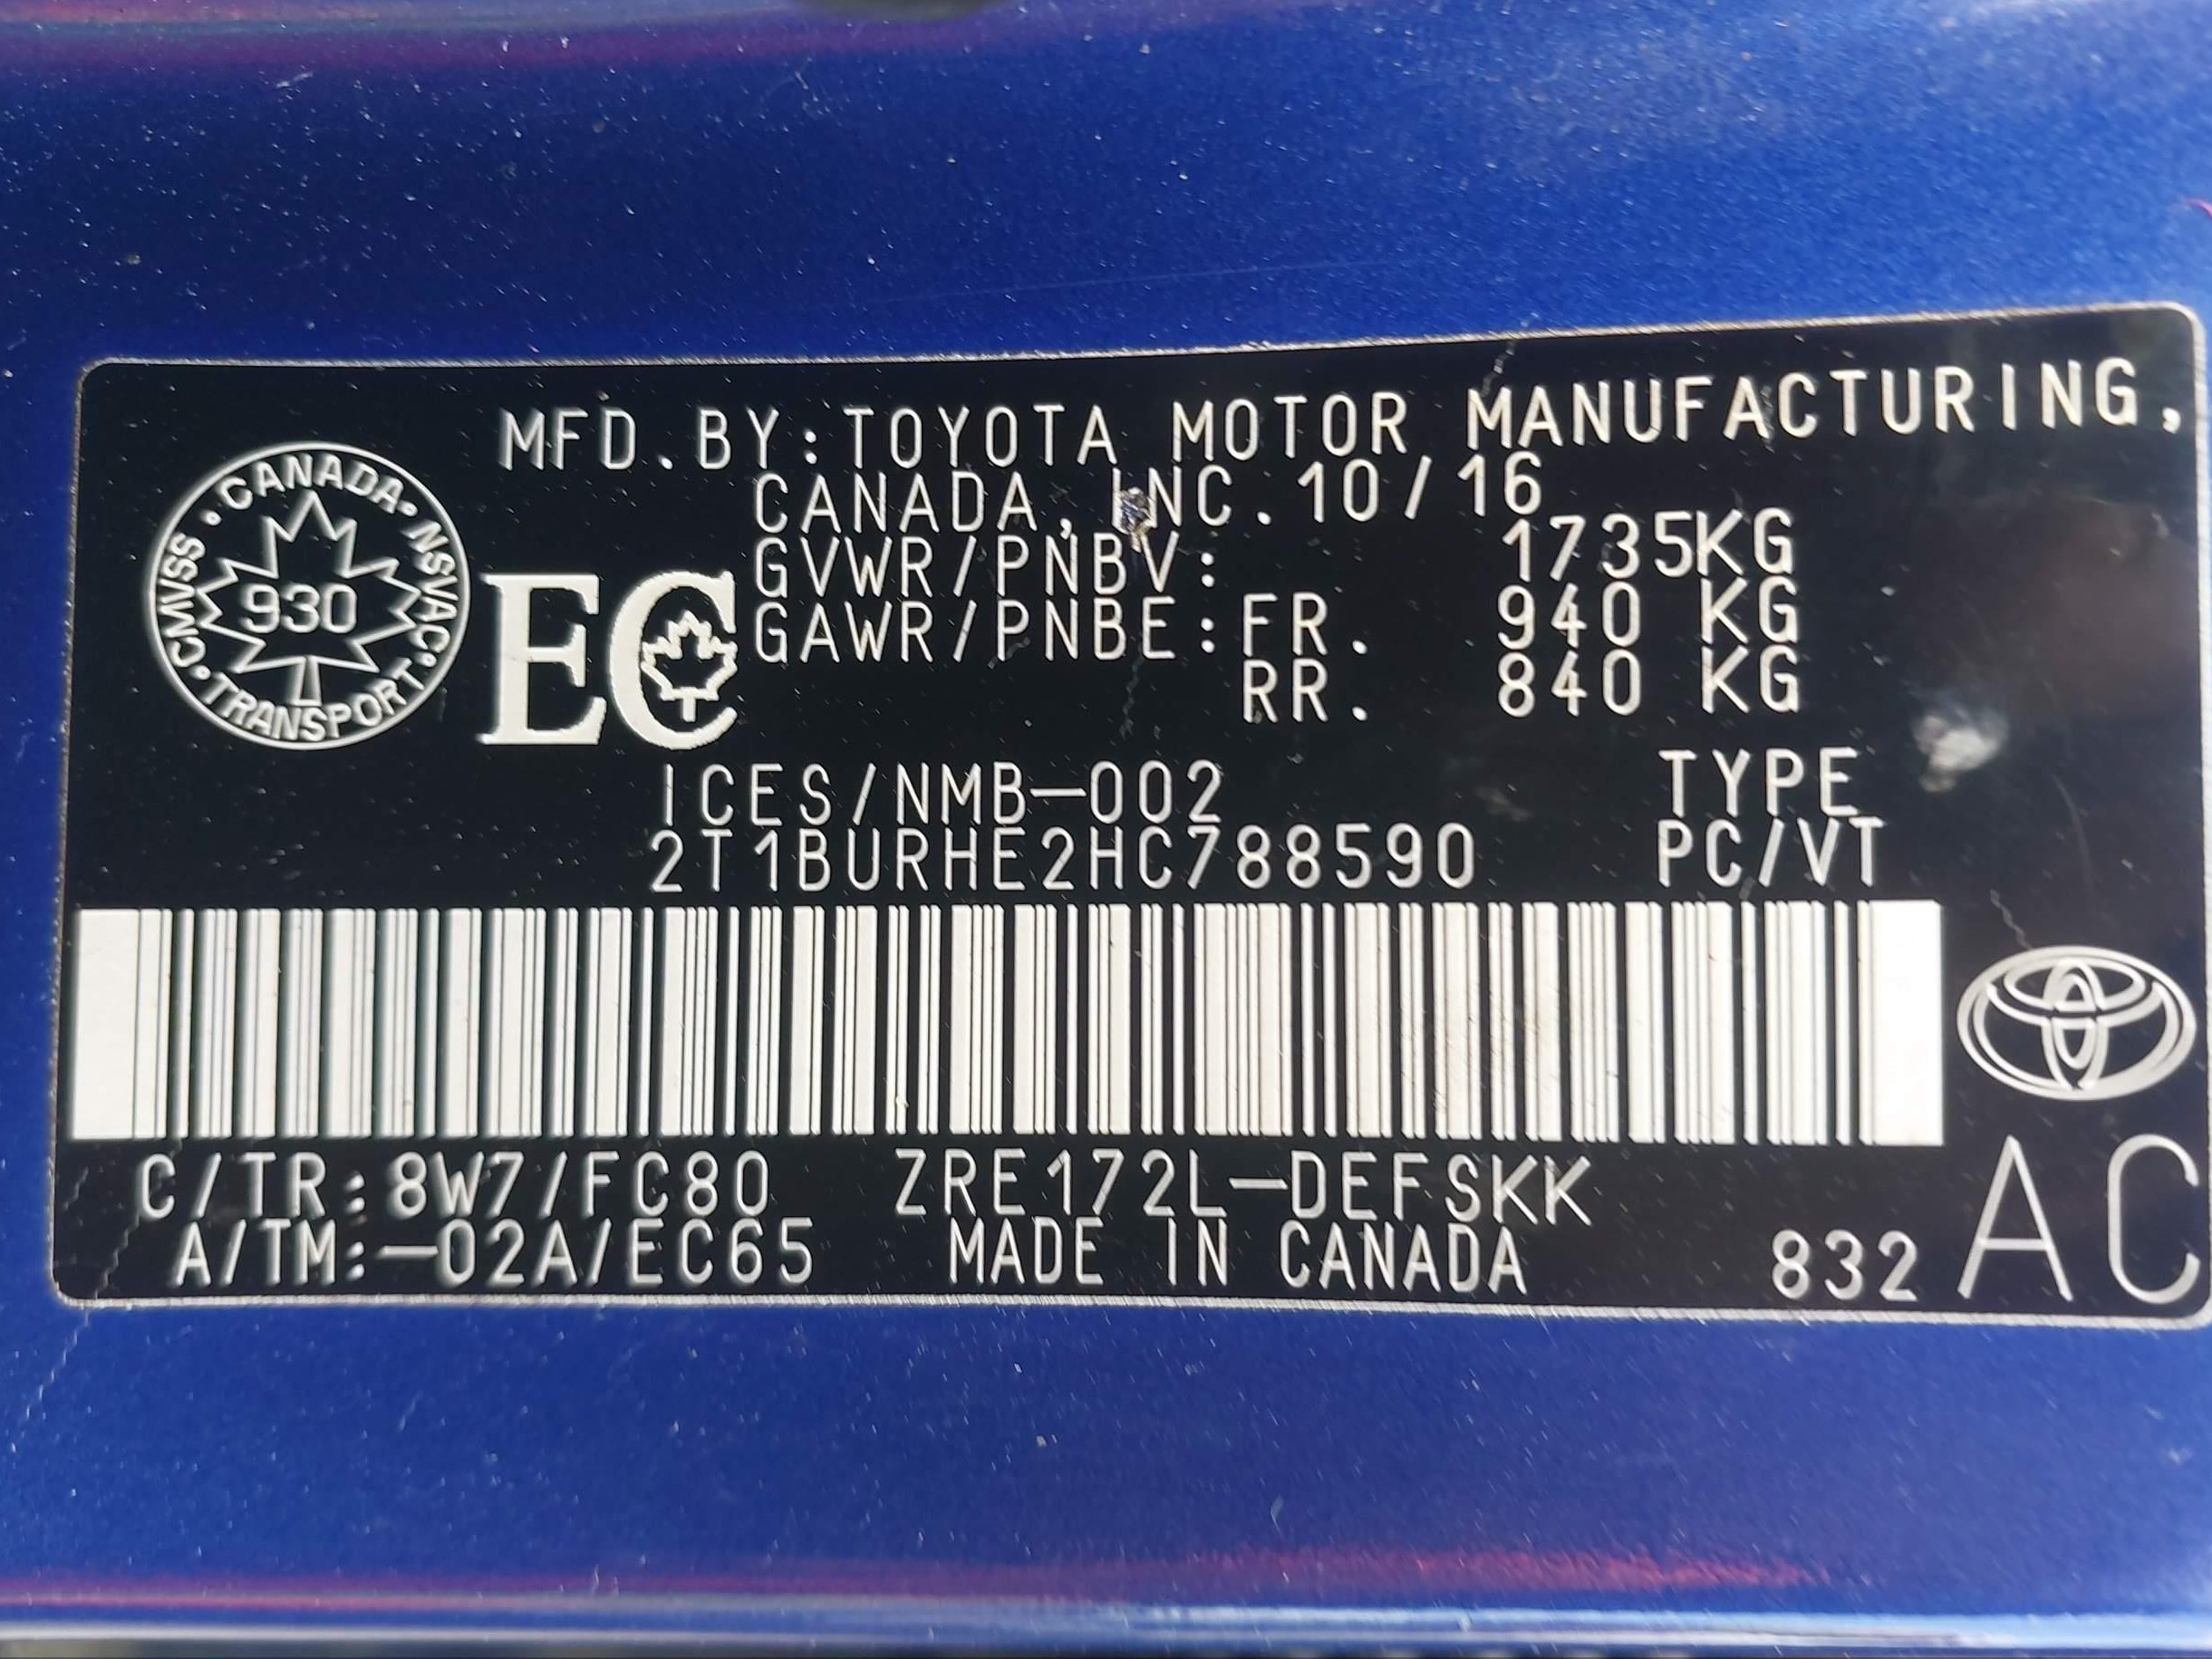 MFD.BY:TOYOTA MOTOR MANUFACTURING,
CANADA, INC.10/16
GVWR/PNBV: 1735KG
GAWR/PNBE:FR. 940 KG
RR. 840 KG
CANADA · NSVAC · TRANSPORT · CMVSS ·
930
EC
ICES/NMB-002 TYPE
2T1BURHE2HC788590 PC/VT
C/TR:8W7/FC80 ZRE172L-DEFSKK
A/TM:-02A/EC65 MADE IN CANADA 832 AC